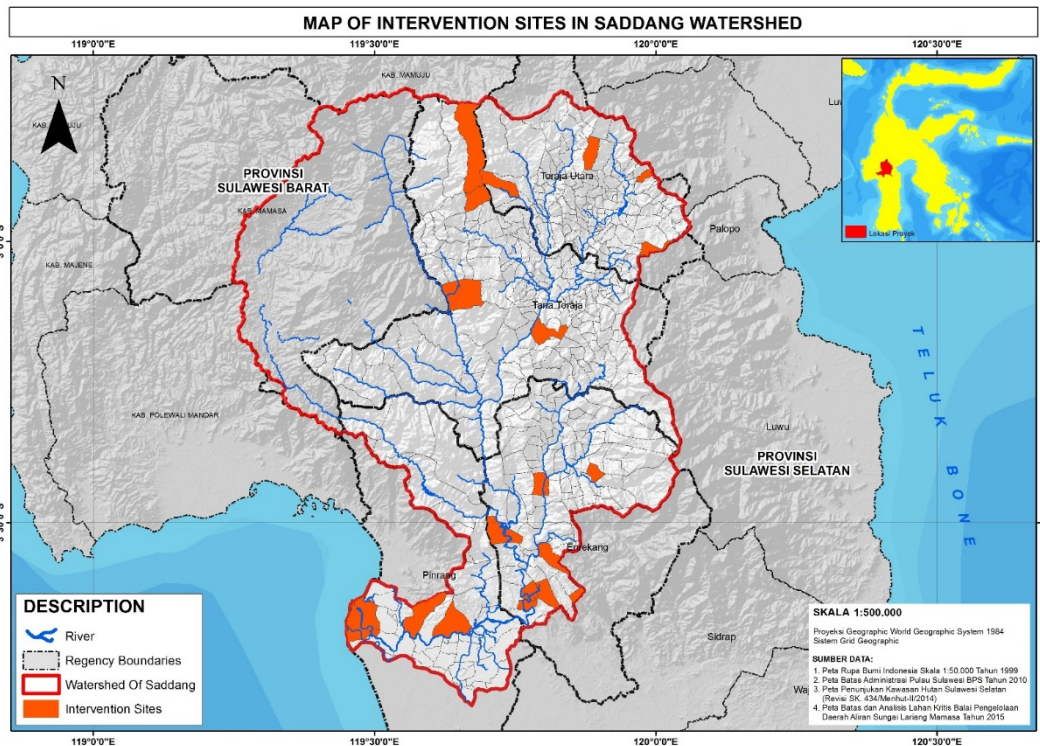 MAP OF INTERVENTION SITES IN SADDANG WATERSHED
119°0'0"E
119°30'0"E
120°0'0"E
120°30'0"E
N
KAB. MAMUJU
PROVINSI
SULAWESI BARAT
KAB. MAMASA
Toraja Utara
Palopo
KAB. MAJENE
Tana Toraja
KAB. POLEWALI MANDAR
Luwu
PROVINSI
SULAWESI SELATAN
TELUK BONE
Enrekang
Pinrang
Sidrap
Lokasi Proyek
DESCRIPTION
River
Regency Boundaries
Watershed Of Saddang
Intervention Sites
SKALA 1:500.000
Proyeksi Geographic World Geographic System 1984
Sistem Grid Geographic
SUMBER DATA:
1. Peta Rupa Bumi Indonesia Skala 1:50.000 Tahun 1999
2. Peta Batas Administrasi Pulau Sulawesi BPS Tahun 2010
3. Peta Penunjukan Kawasan Hutan Sulawesi Selatan
(Revisi SK. 434/Menhut-II/2014)
4. Peta Batas dan Analisis Lahan Kritis Balai Pengelolaan
Daerah Aliran Sungai Lariang Mamasa Tahun 2015
119°0'0"E
119°30'0"E
120°0'0"E
120°30'0"E